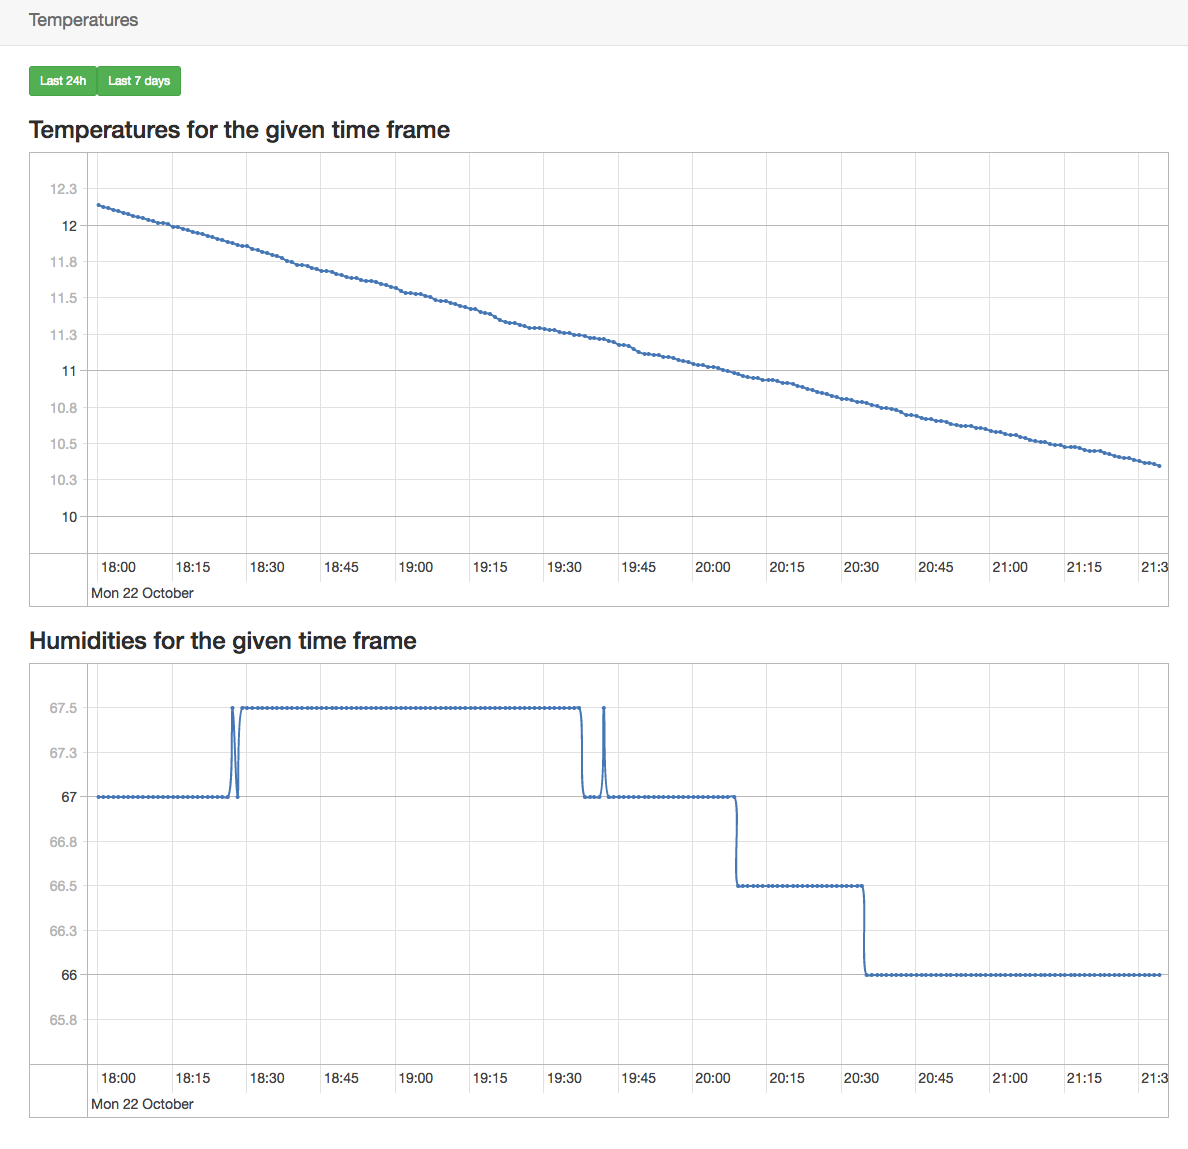 Temperatures
Last 24h Last 7 days
Temperatures for the given time frame
12.3
12
11.8
11.5
11.3
11
10.8
10.5
10.3
10
18:00 18:15 18:30 18:45 19:00 19:15 19:30 19:45 20:00 20:15 20:30 20:45 21:00 21:15 21:3
Mon 22 October
Humidities for the given time frame
67.5
67.3
67
66.8
66.5
66.3
66
65.8
18:00 18:15 18:30 18:45 19:00 19:15 19:30 19:45 20:00 20:15 20:30 20:45 21:00 21:15 21:3
Mon 22 October